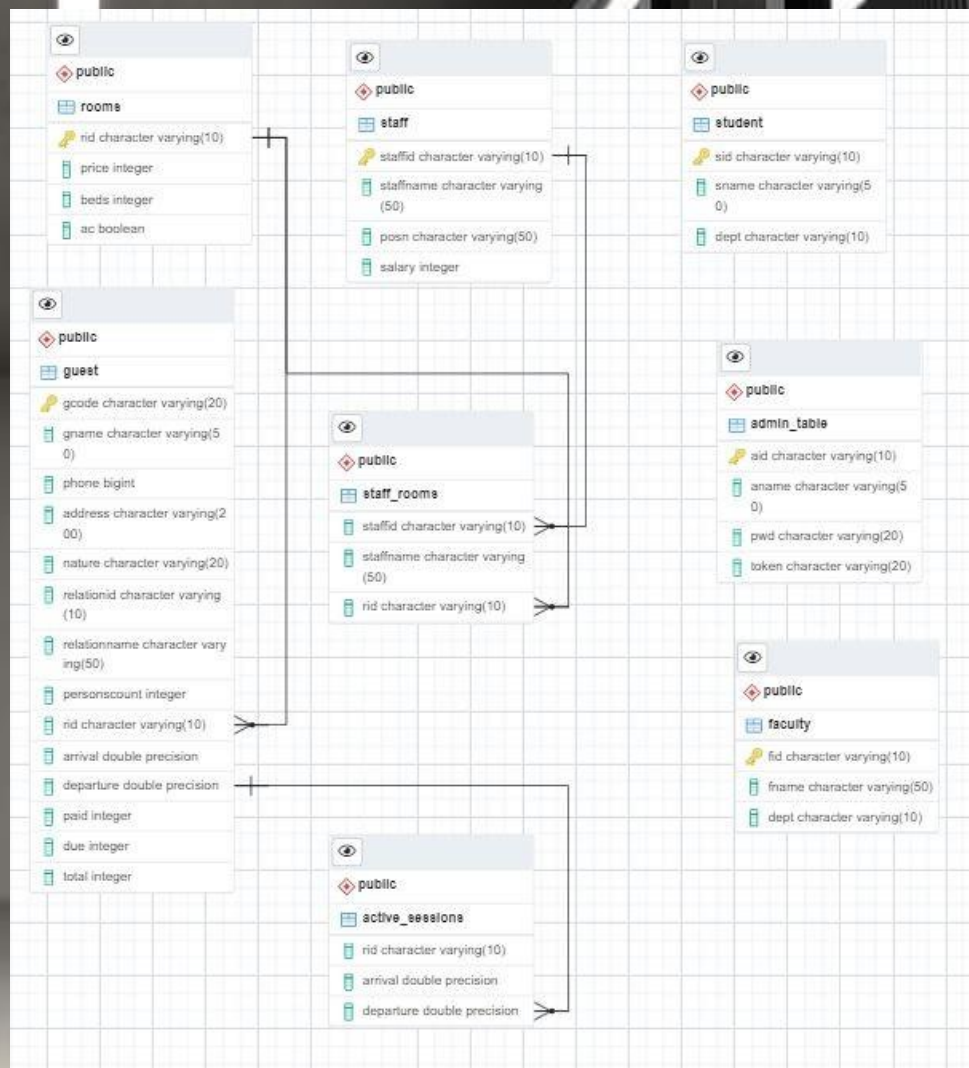 public
rooms
rid character varying(10)
price integer
beds integer
ac boolean
public
staff
staffid character varying(10)
staffname character varying
(50)
posn character varying(50)
salary integer
public
student
sid character varying(10)
sname character varying(5
0)
dept character varying(10)
public
guest
gcode character varying(20)
gname character varying(5
0)
phone bigint
address character varying(2
00)
nature character varying(20)
relationid character varying
(10)
relationname character vary
ing(50)
personscount integer
rid character varying(10)
arrival double precision
departure double precision
paid integer
due integer
total integer
public
staff_rooms
staffid character varying(10)
staffname character varying
(50)
rid character varying(10)
public
admin_table
aid character varying(10)
aname character varying(5
0)
pwd character varying(20)
token character varying(20)
public
faculty
fid character varying(10)
fname character varying(50)
dept character varying(10)
public
active_sessions
rid character varying(10)
arrival double precision
departure double precision